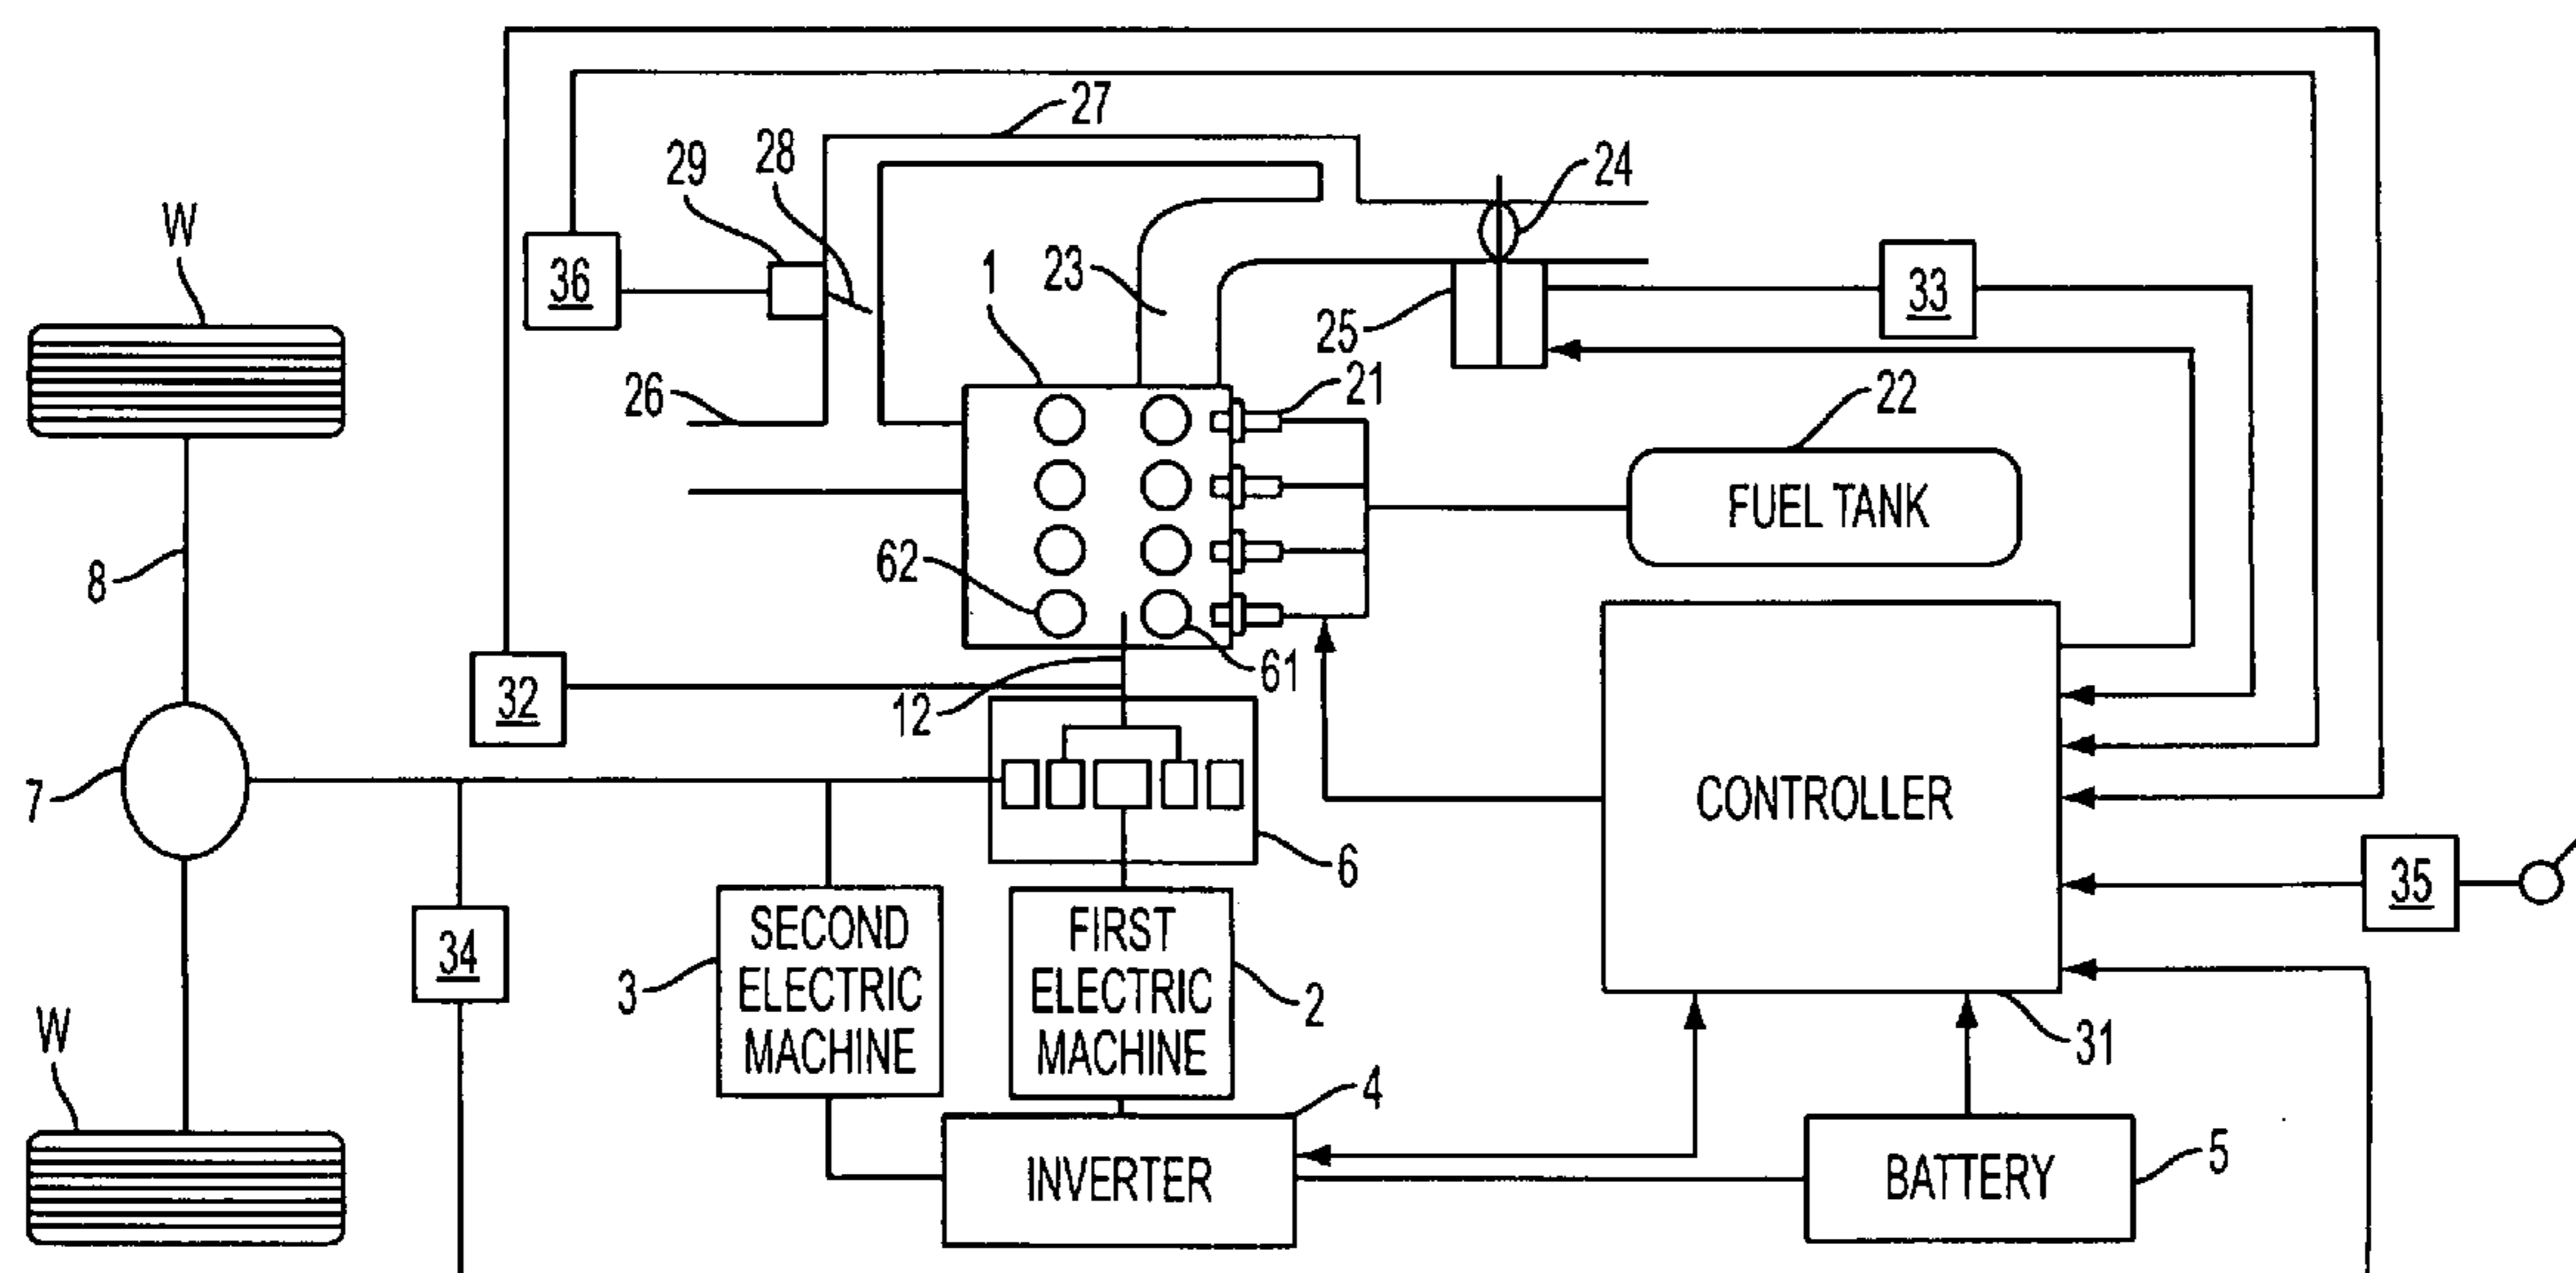 27
29
28
24
W
36
1
23
33
25
26
21
22
FUEL TANK
8
62
61
32
12
7
CONTROLLER
6
35
34
SECOND
ELECTRIC
MACHINE
3
FIRST
ELECTRIC
MACHINE
2
W
31
4
INVERTER
BATTERY
5